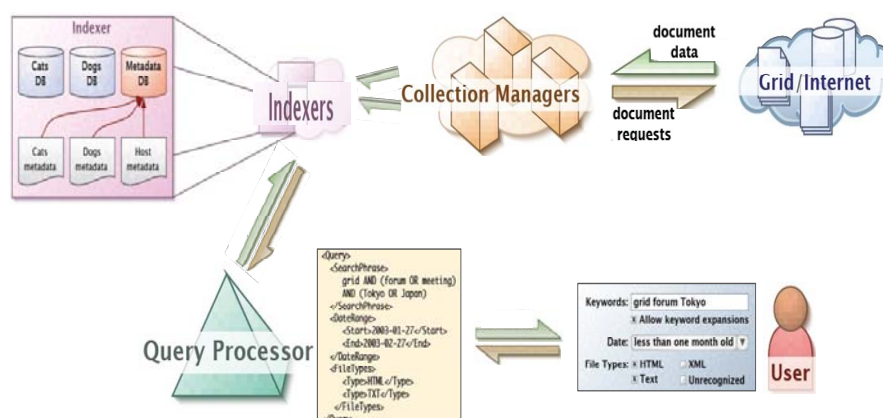 Indexer
Cats
DB
Dogs
DB
Metadata
DB
Cats
metadata
Dogs
metadata
Host
metadata
Indexers
Collection Managers
document
data
document
requests
Grid/Internet
Query Processor
<Query>
<SearchPhrase>
grid AND (forum OR meeting)
AND (Tokyo OR Japan)
</SearchPhrase>
<DateRange>
<Start>2003-01-27</Start>
<End>2003-02-27</End>
</DateRange>
<FileTypes>
<Type>HTML</Type>
<Type>TXT</Type>
</FileTypes>
</Query>
Keywords: grid forum Tokyo
x Allow keyword expansions
Date: less than one month old
File Types: x HTML XML
x Text Unrecognized
User